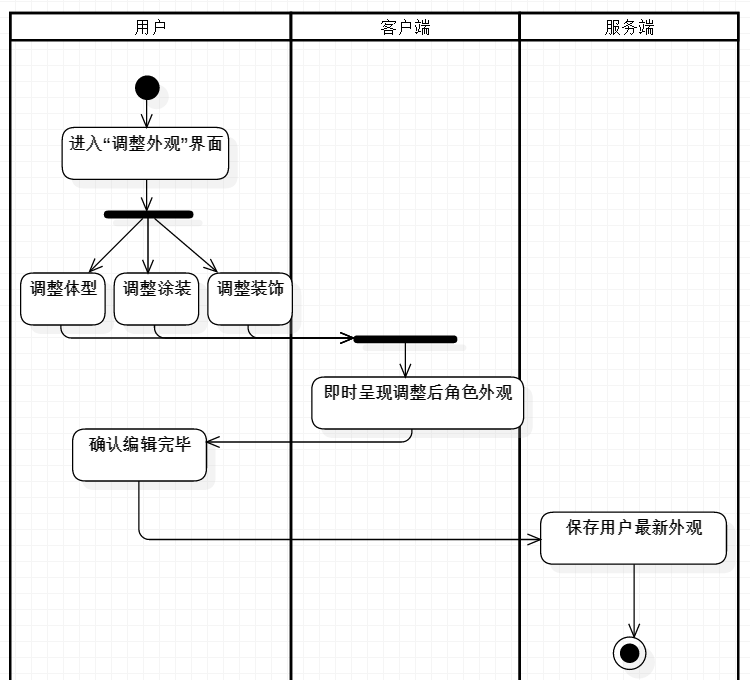 用户
客户端
服务端
进入“调整外观”界面
调整体型
调整涂装
调整装饰
即时呈现调整后角色外观
确认编辑完毕
保存用户最新外观